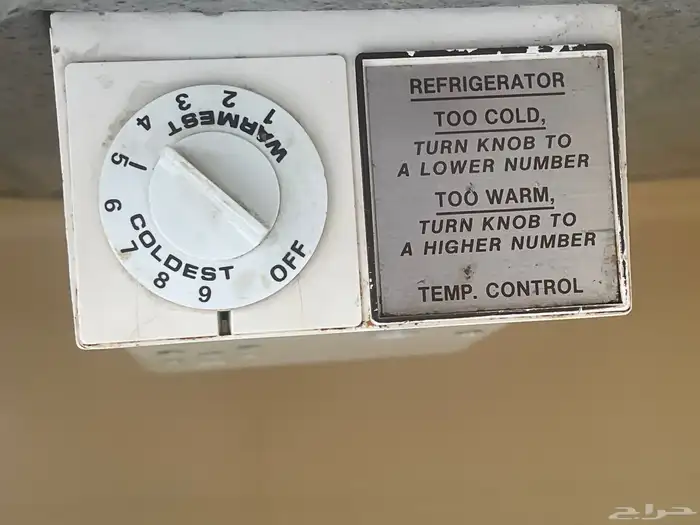 1
2
3
4
5
6
7
8
9
OFF
WARMEST
COLDEST
REFRIGERATOR
TOO COLD,
TURN KNOB TO
A LOWER NUMBER
TOO WARM,
TURN KNOB TO
A HIGHER NUMBER
TEMP. CONTROL
حراج